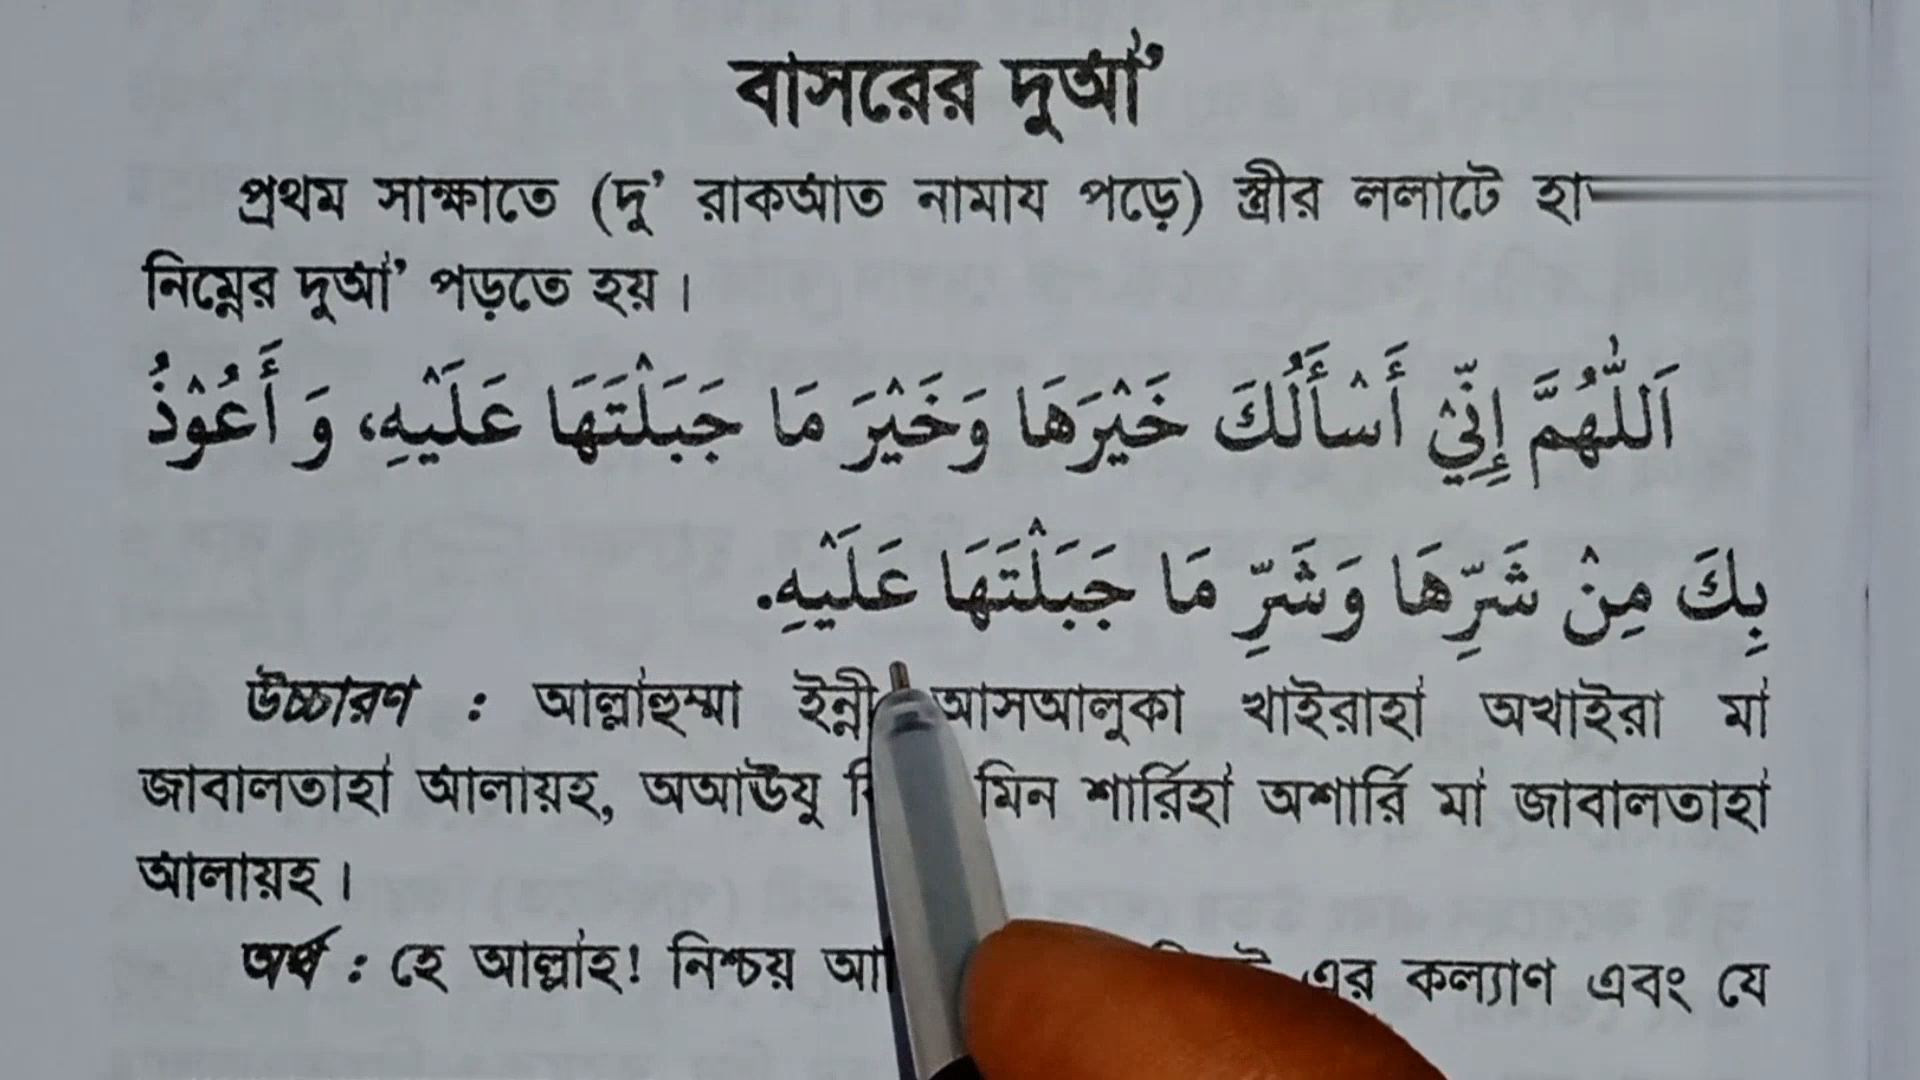 বাসরের দুআ’
প্রথম সাক্ষাতে (দু’ রাকআত নামায পড়ে) স্ত্রীর ললাটে
নিম্নের দুআ’ পড়তে হয়।
اَللّٰهُمَّ إِنِّيْ أَسْأَلُكَ خَيْرَهَا وَخَيْرَ مَا جَبَلْتَهَا عَلَيْهِ، وَ أَعُوْذُ
بِكَ مِنْ شَرِّهَا وَشَرِّ مَا جَبَلْتَهَا عَلَيْهِ.
উচ্চারণ : আল্লাহুম্মা ইন্নী আসআলুকা খাইরাহা অখাইরা মা
জাবালতাহা আলায়হ, অআউযু মিন শার্রিহা অশার্রি মা জাবালতাহা
আলায়হ।
অর্থ : হে আল্লাহ! নিশ্চয় এর কল্যাণ এবং যে